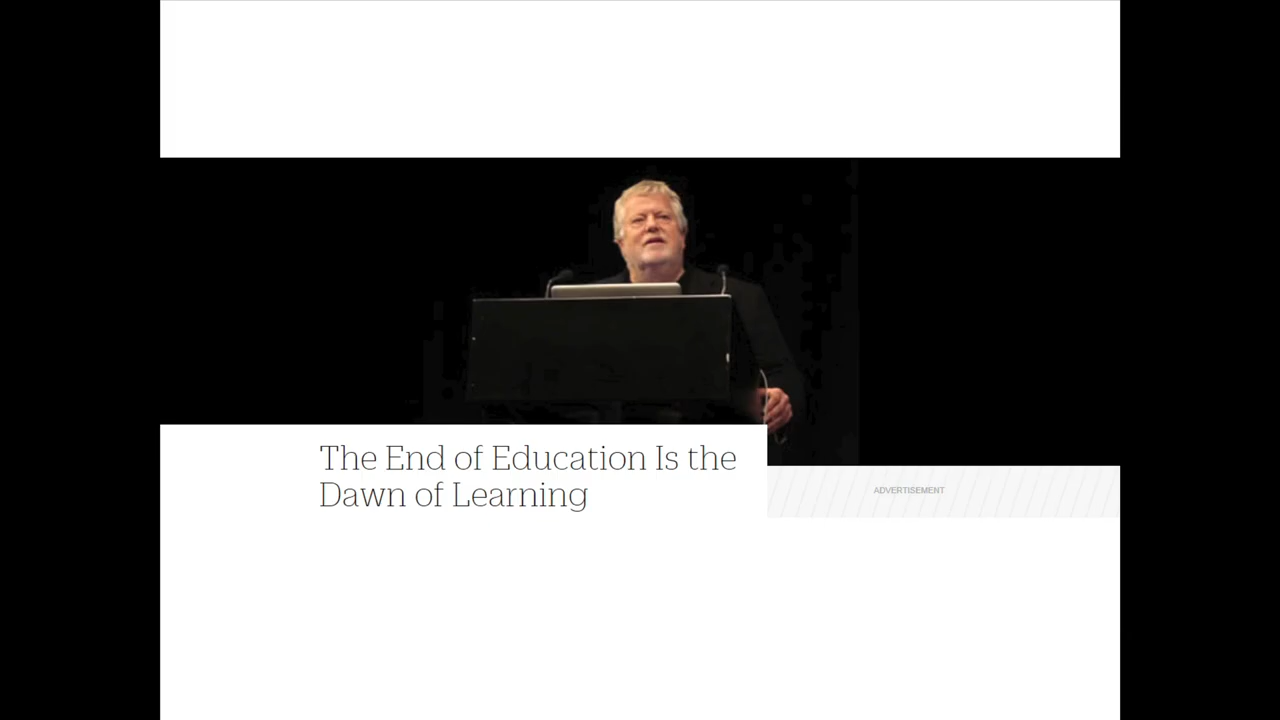 The End of Education Is the
Dawn of Learning
ADVERTISEMENT